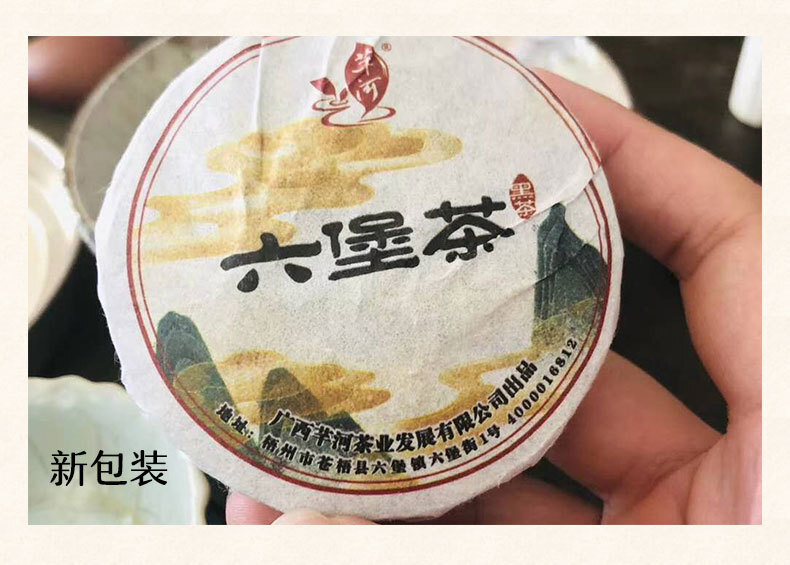 芊河®
黑茶
六堡茶
广西芊河茶业发展有限公司出品
地址:梧州市苍梧县六堡镇六堡街1号 4000016812
新包装